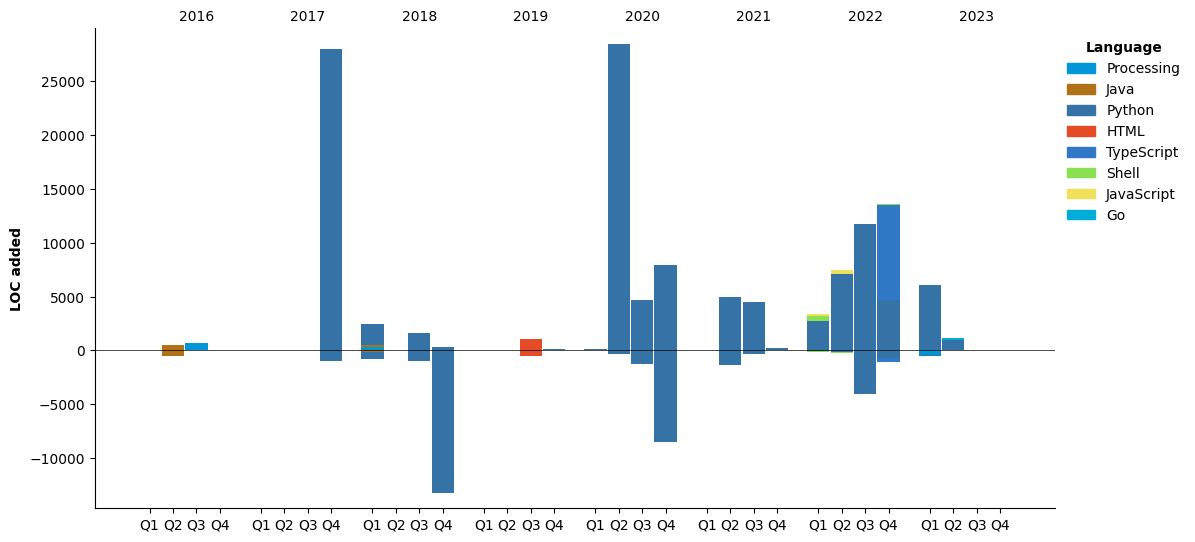 2016 2017 2018 2019 2020 2021 2022 2023
Language
Processing
Java
Python
HTML
TypeScript
Shell
JavaScript
Go
LOC added
25000
20000
15000
10000
5000
0
−5000
−10000
Q1 Q2 Q3 Q4 Q1 Q2 Q3 Q4 Q1 Q2 Q3 Q4 Q1 Q2 Q3 Q4 Q1 Q2 Q3 Q4 Q1 Q2 Q3 Q4 Q1 Q2 Q3 Q4 Q1 Q2 Q3 Q4